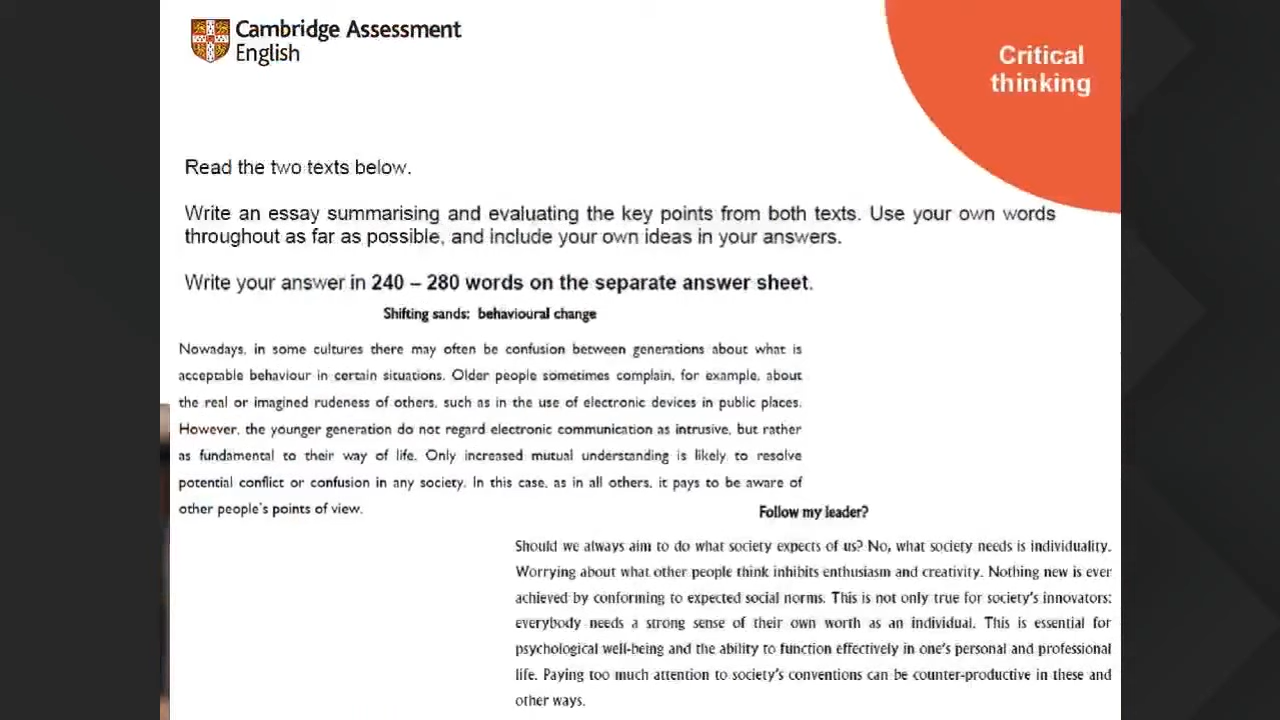 Cambridge Assessment
English
Critical
thinking
Read the two texts below.
Write an essay summarising and evaluating the key points from both texts. Use your own words
throughout as far as possible, and include your own ideas in your answers.
Write your answer in 240 – 280 words on the separate answer sheet.
Shifting sands: behavioural change
Nowadays, in some cultures there may often be confusion between generations about what is
acceptable behaviour in certain situations. Older people sometimes complain, for example, about
the real or imagined rudeness of others, such as in the use of electronic devices in public places.
However, the younger generation do not regard electronic communication as intrusive, but rather
as fundamental to their way of life. Only increased mutual understanding is likely to resolve
potential conflict or confusion in any society. In this case, as in all others, it pays to be aware of
other people's points of view.
Follow my leader?
Should we always aim to do what society expects of us? No, what society needs is individuality.
Worrying about what other people think inhibits enthusiasm and creativity. Nothing new is ever
achieved by conforming to expected social norms. This is not only true for society's innovators:
everybody needs a strong sense of their own worth as an individual. This is essential for
psychological well-being and the ability to function effectively in one's personal and professional
life. Paying too much attention to society's conventions can be counter-productive in these and
other ways.